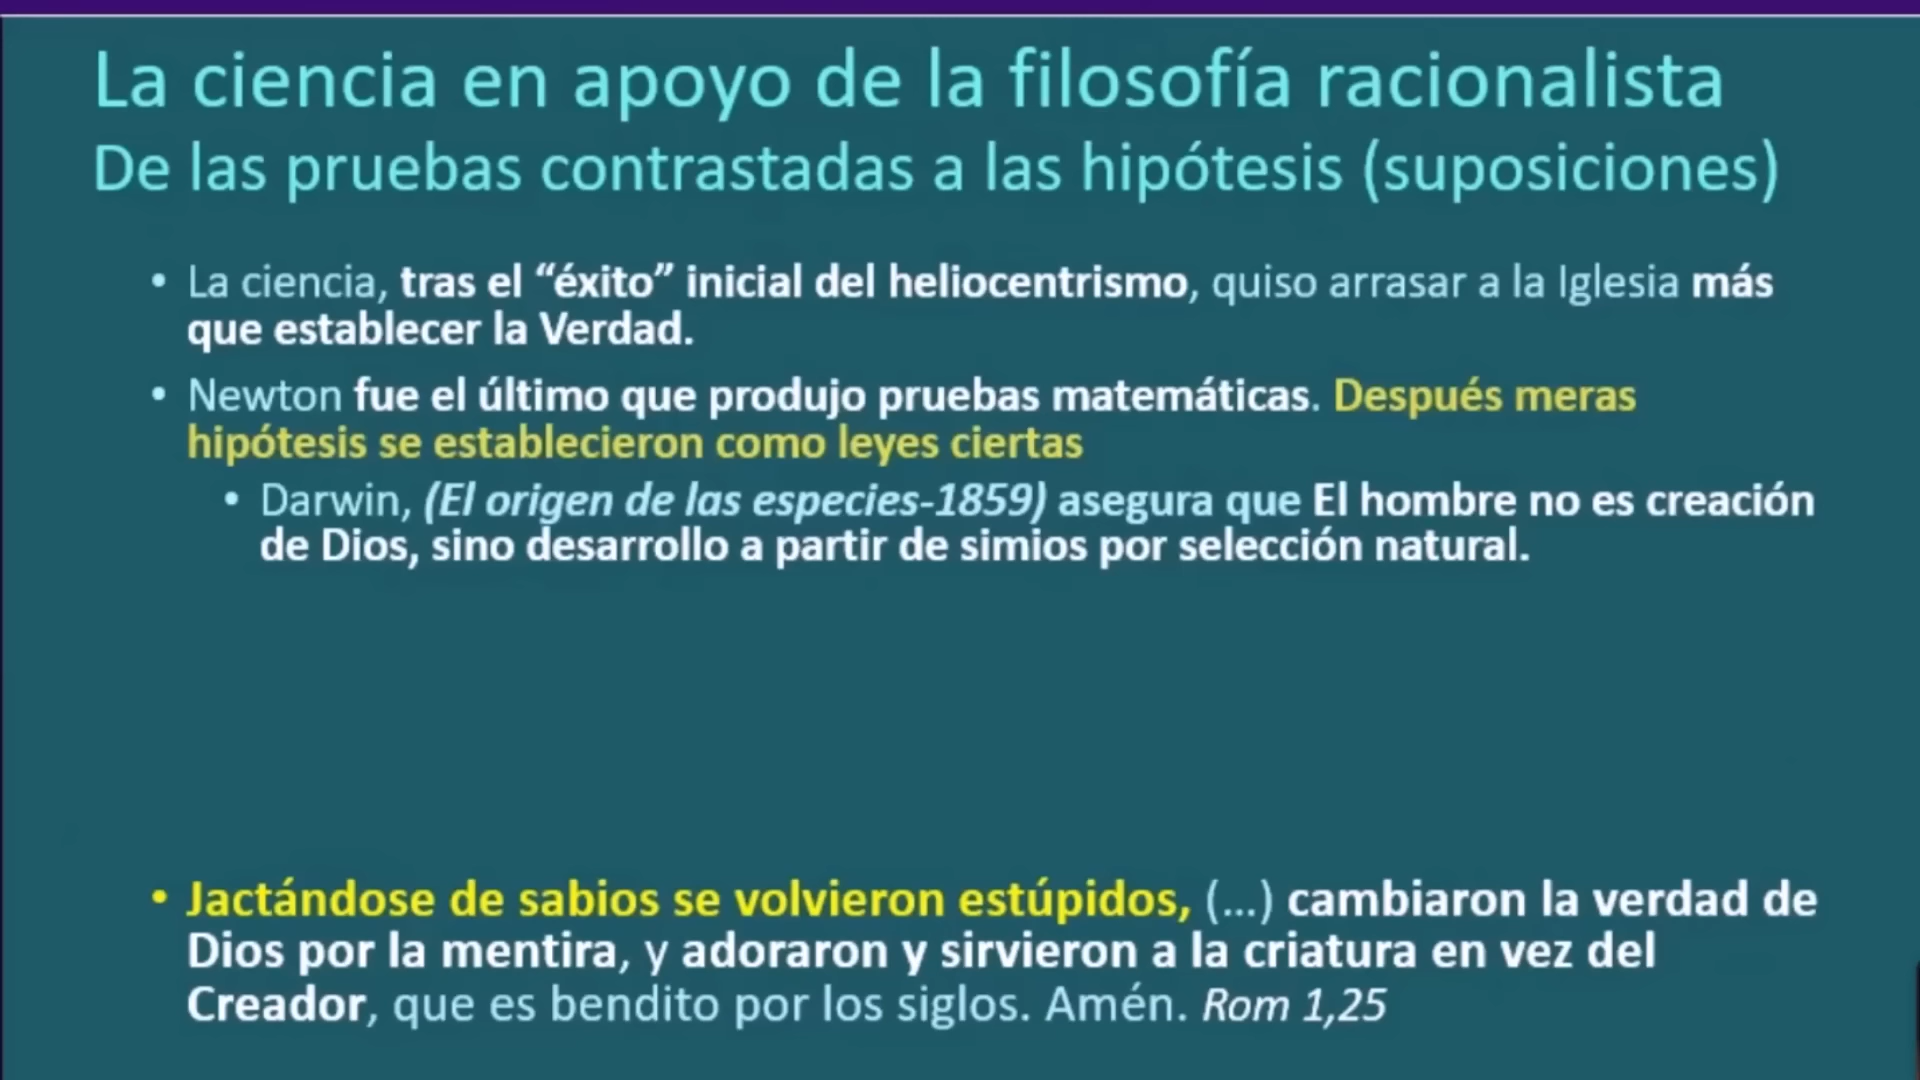 La ciencia en apoyo de la filosofía racionalista
De las pruebas contrastadas a las hipótesis (suposiciones)
• La ciencia, tras el “éxito” inicial del heliocentrismo, quiso arrasar a la Iglesia más
que establecer la Verdad.
• Newton fue el último que produjo pruebas matemáticas. Después meras
hipótesis se establecieron como leyes ciertas
• Darwin, (El origen de las especies-1859) asegura que El hombre no es creación
de Dios, sino desarrollo a partir de simios por selección natural.
• Jactándose de sabios se volvieron estúpidos, (...) cambiaron la verdad de
Dios por la mentira, y adoraron y sirvieron a la criatura en vez del
Creador, que es bendito por los siglos. Amén. Rom 1,25